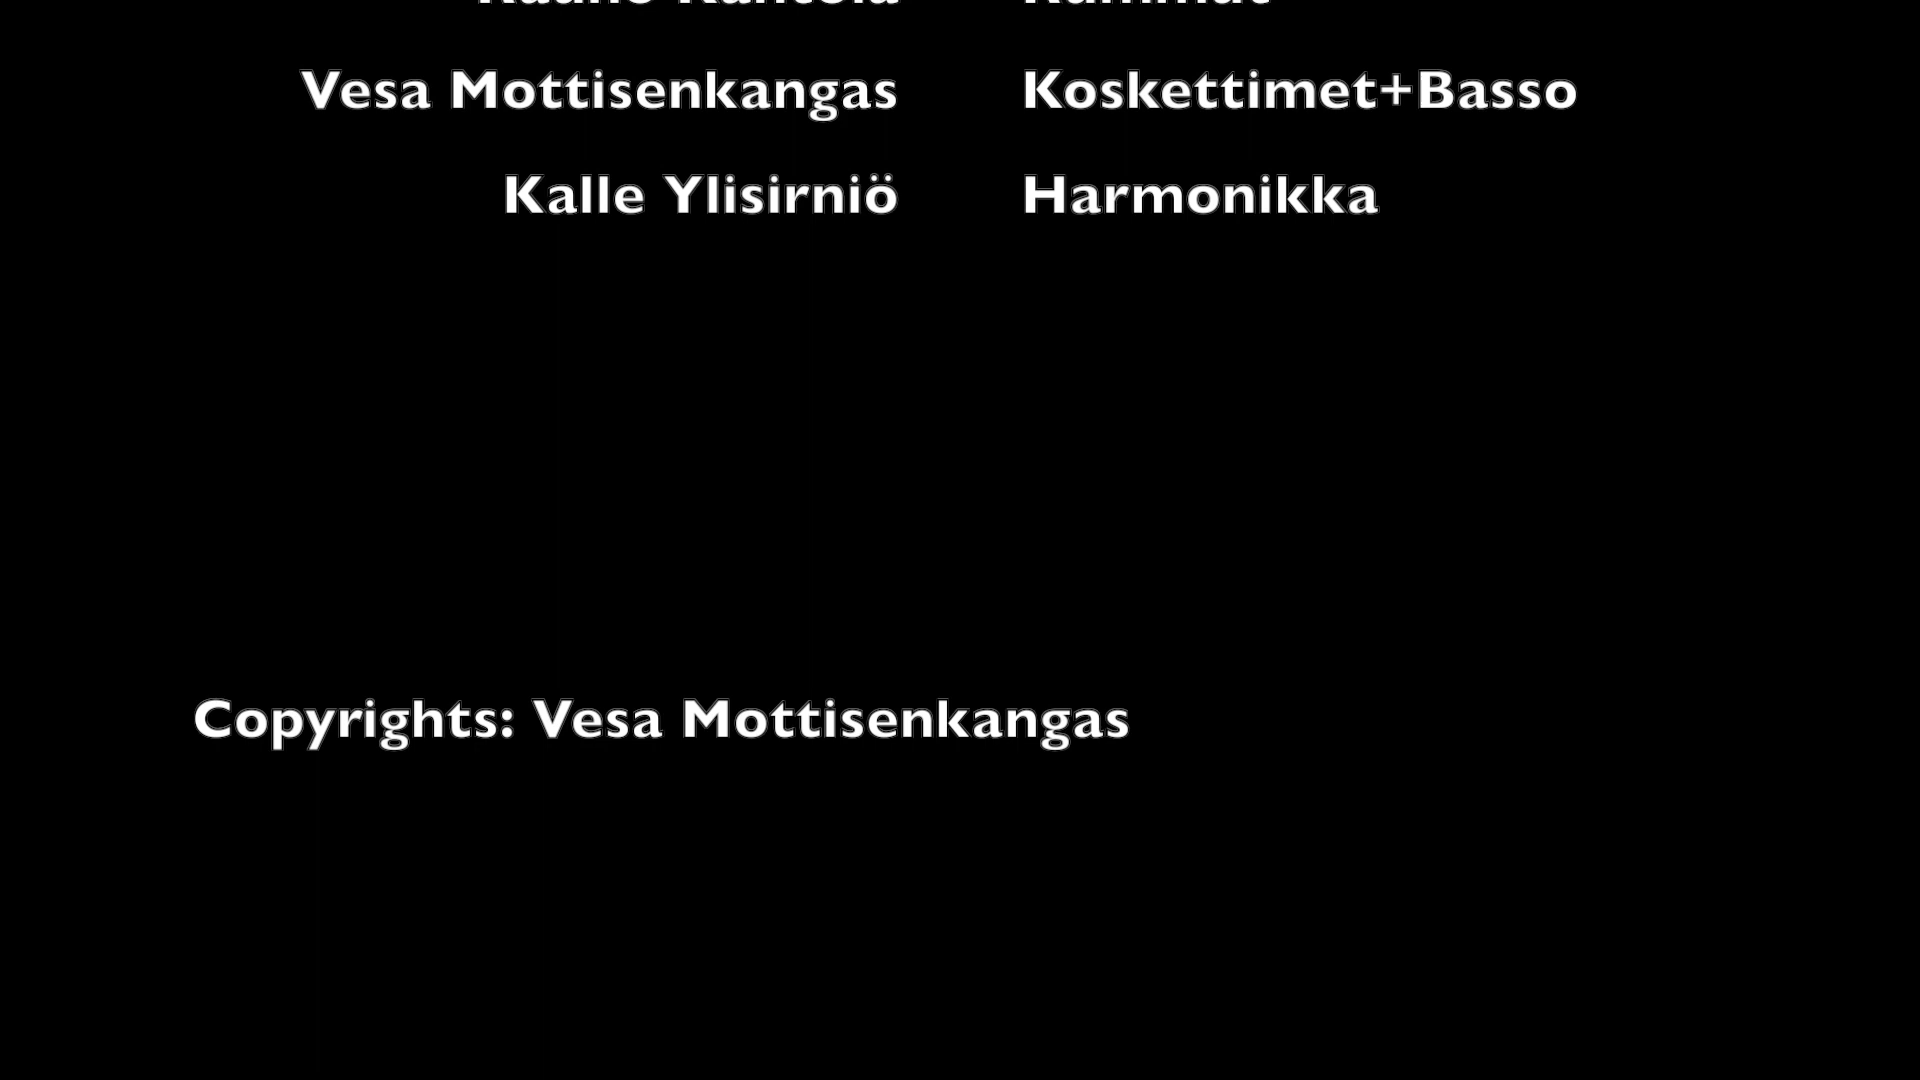 Vesa Mottisenkangas Koskettimet+Basso
Kalle Ylisirniö Harmonikka
Copyrights: Vesa Mottisenkangas